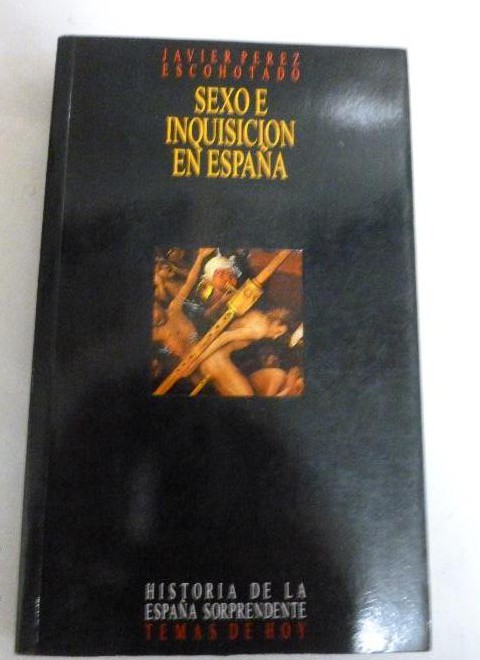 JAVIER PEREZ
ESCOHOTADO
SEXO E
INQUISICION
EN ESPAÑA
HISTORIA DE LA
ESPAÑA SORPRENDENTE
TEMAS DE HOY